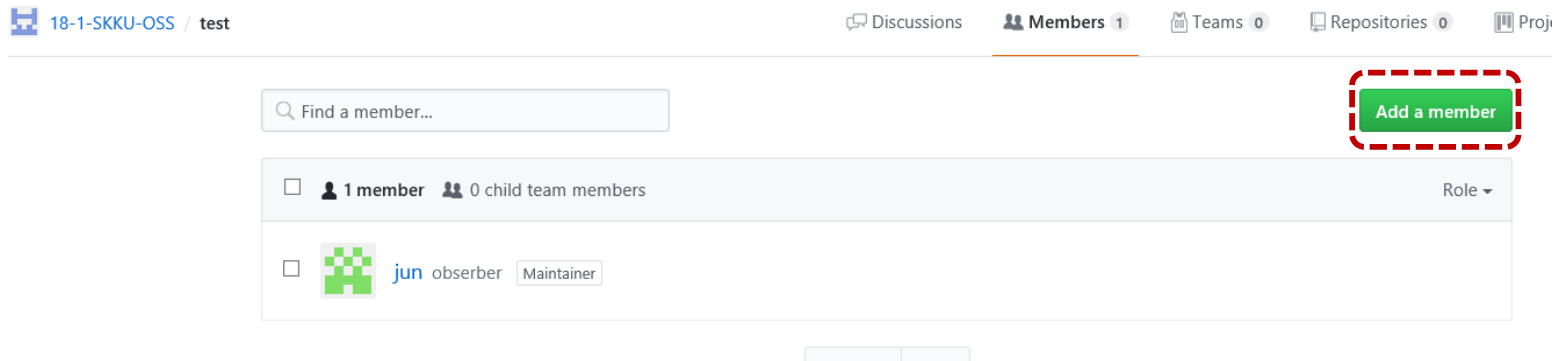 18-1-SKKU-OSS / test Discussions Members 1 Teams 0 Repositories 0 Proje
Find a member... Add a member
1 member 0 child team members Role
jun obserber Maintainer